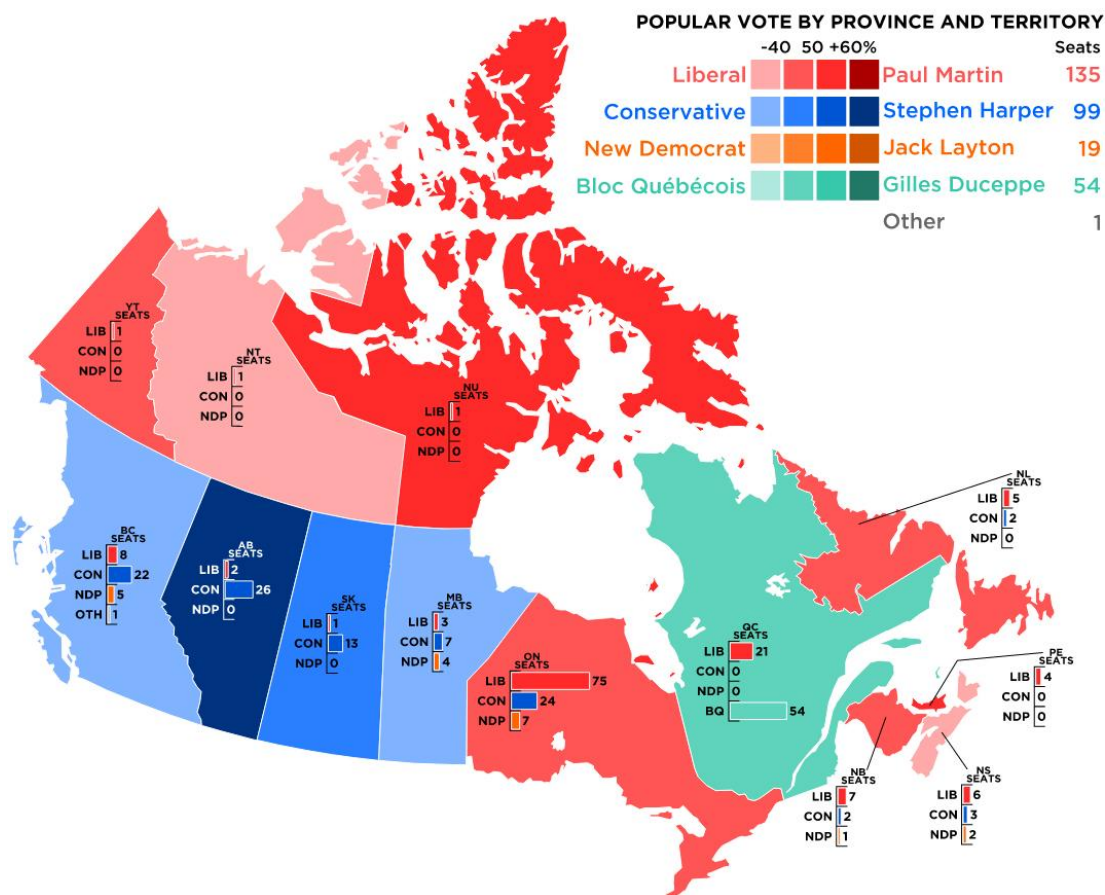 POPULAR VOTE BY PROVINCE AND TERRITORY
-40 50 +60% Seats
Liberal Paul Martin 135
Conservative Stephen Harper 99
New Democrat Jack Layton 19
Bloc Québécois Gilles Duceppe 54
Other 1
YT
SEATS
LIB 1
CON 0
NDP 0
NT
SEATS
LIB 1
CON 0
NDP 0
NU
SEATS
LIB 1
CON 0
NDP 0
BC
SEATS
LIB 8
CON 22
NDP 5
OTH 1
AB
SEATS
LIB 2
CON 26
NDP 0
SK
SEATS
LIB 1
CON 13
NDP 0
MB
SEATS
LIB 3
CON 7
NDP 4
ON
SEATS
LIB 75
CON 24
NDP 7
QC
SEATS
LIB 21
CON 0
NDP 0
BQ 54
NL
SEATS
LIB 5
CON 2
NDP 0
PE
SEATS
LIB 4
CON 0
NDP 0
NB
SEATS
LIB 7
CON 2
NDP 1
NS
SEATS
LIB 6
CON 3
NDP 2